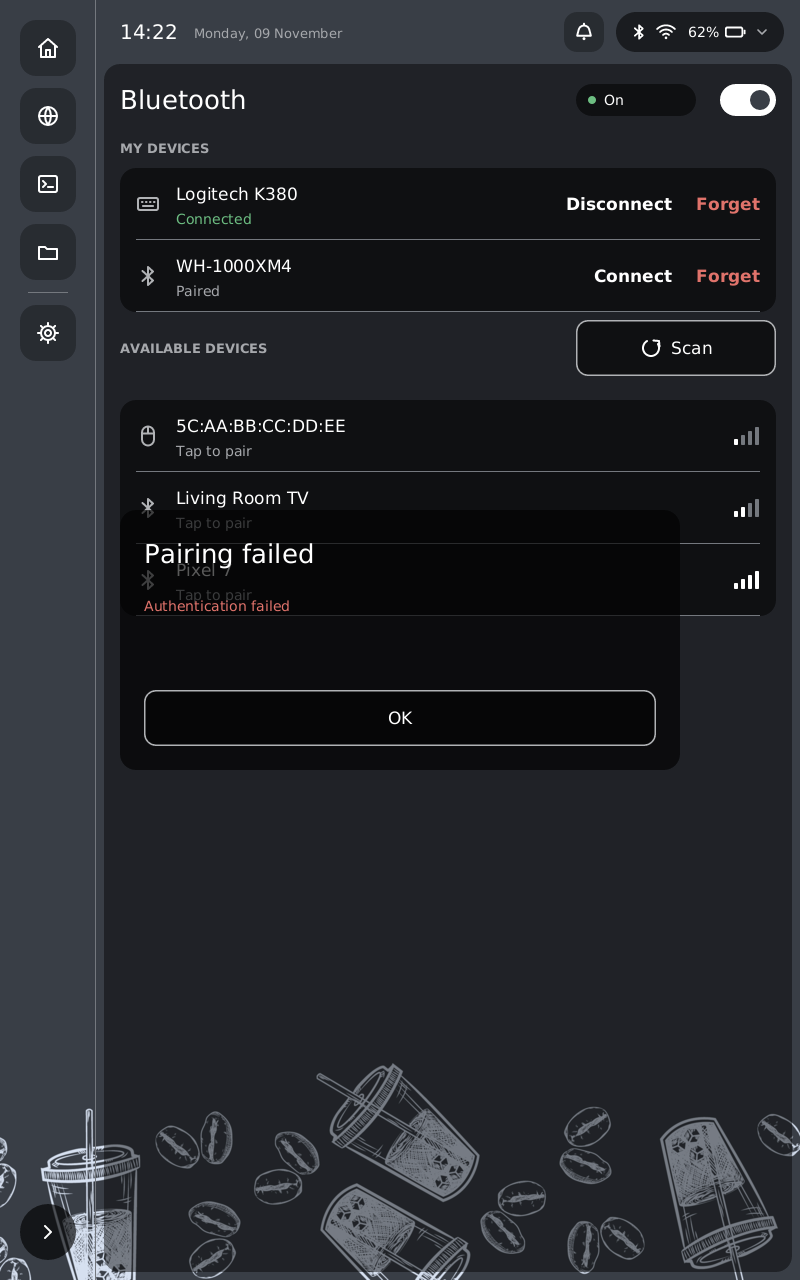 14:22 Monday, 09 November 62%
Bluetooth On
MY DEVICES
Logitech K380
Connected
Disconnect Forget
WH-1000XM4
Paired
Connect Forget
AVAILABLE DEVICES Scan
5C:AA:BB:CC:DD:EE
Tap to pair
Living Room TV
Tap to pair
Pairing failed
Pixel 7
Tap to pair
Authentication failed
OK